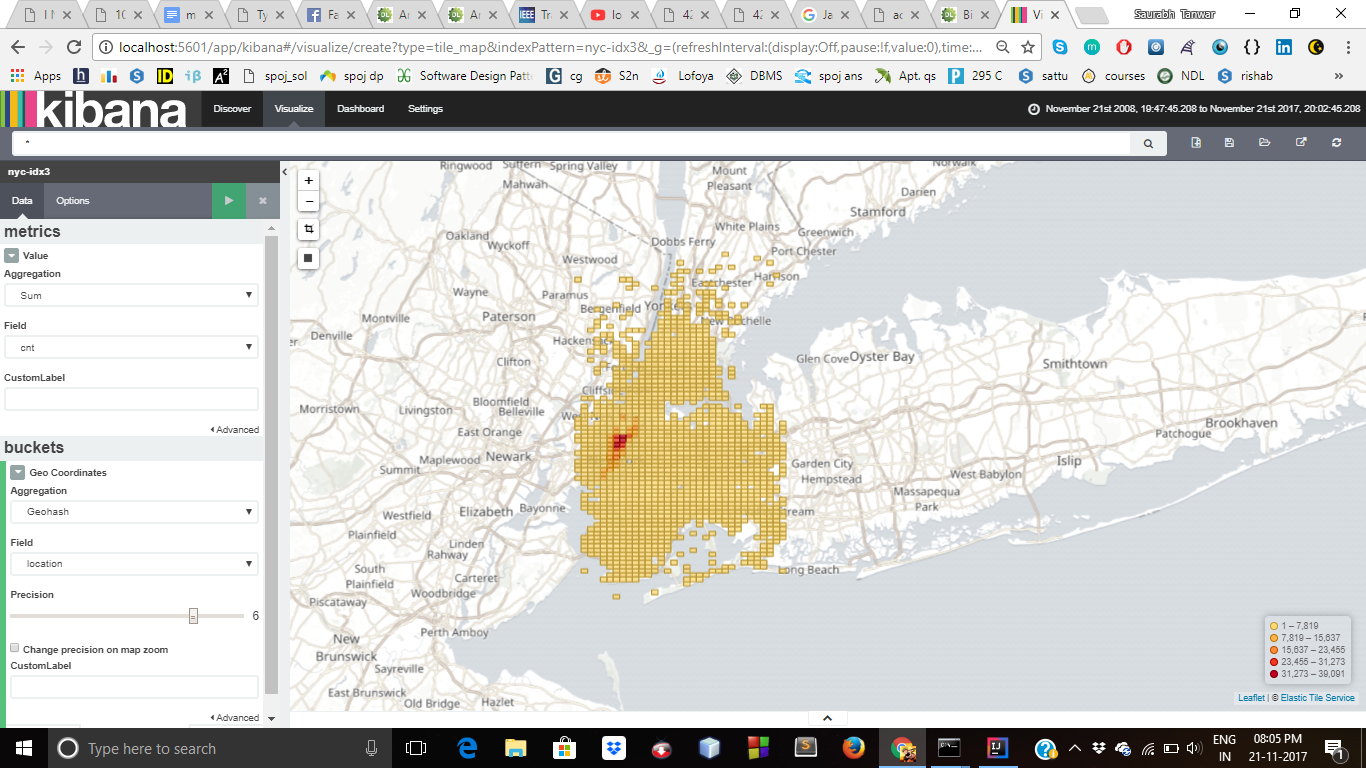 I N
10
m
Ty
Fa
Ar
Ar
Tr
lo
42
42
Ja
ac
Bi
Vi
Saurabh Tanwar
localhost:5601/app/kibana#/visualize/create?type=tile_map&indexPattern=nyc-idx3&_g=(refreshInterval:(display:Off,pause:!f,value:0),time:...
Apps
spoj_sol
spoj dp
Software Design Patt
cg
S2n
Lofoya
DBMS
spoj ans
Apt. qs
295 C
sattu
courses
NDL
rishab
»
kibana
Discover
Visualize
Dashboard
Settings
November 21st 2008, 19:47:45.208 to November 21st 2017, 20:02:45.208
*
nyc-idx3
Data
Options
metrics
Value
Aggregation
Sum
Field
cnt
CustomLabel
Advanced
buckets
Geo Coordinates
Aggregation
Geohash
Field
location
Precision
6
Change precision on map zoom
CustomLabel
Advanced
+
−
Ringwood
Suffern
Spring Valley
Mahwah
Mount
Pleasant
Norwalk
Darien
Stamford
White Plains
Greenwich
Oakland
Wyckoff
Dobbs Ferry
Port Chester
Westwood
Harrison
Eastchester
Wayne
Paramus
Bergenfield
Yonkers
Montville
Paterson
New Rochelle
Denville
Hackens
Clifton
Fo
Cliffsi
Glen Cove
Oyster Bay
Smithtown
Bloomfield
Belleville
We
Morristown
Livingston
East Orange
Brookhaven
Patchogue
Maplewood
Newark
Summit
Garden City
Hempstead
West Babylon
Islip
Massapequa
Park
Westfield
Elizabeth
Bayonne
ream
Plainfield
Linden
Rahway
Long Beach
South
Plainfield
Carteret
Woodbridge
Piscataway
Perth Amboy
New
Brunswick
Sayreville
East Brunswick
Old Bridge
Hazlet
1 – 7,819
7,819 – 15,637
15,637 – 23,455
23,455 – 31,273
31,273 – 39,091
Leaflet | © Elastic Tile Service
Type here to search
ENG
IN
08:05 PM
21-11-2017
1